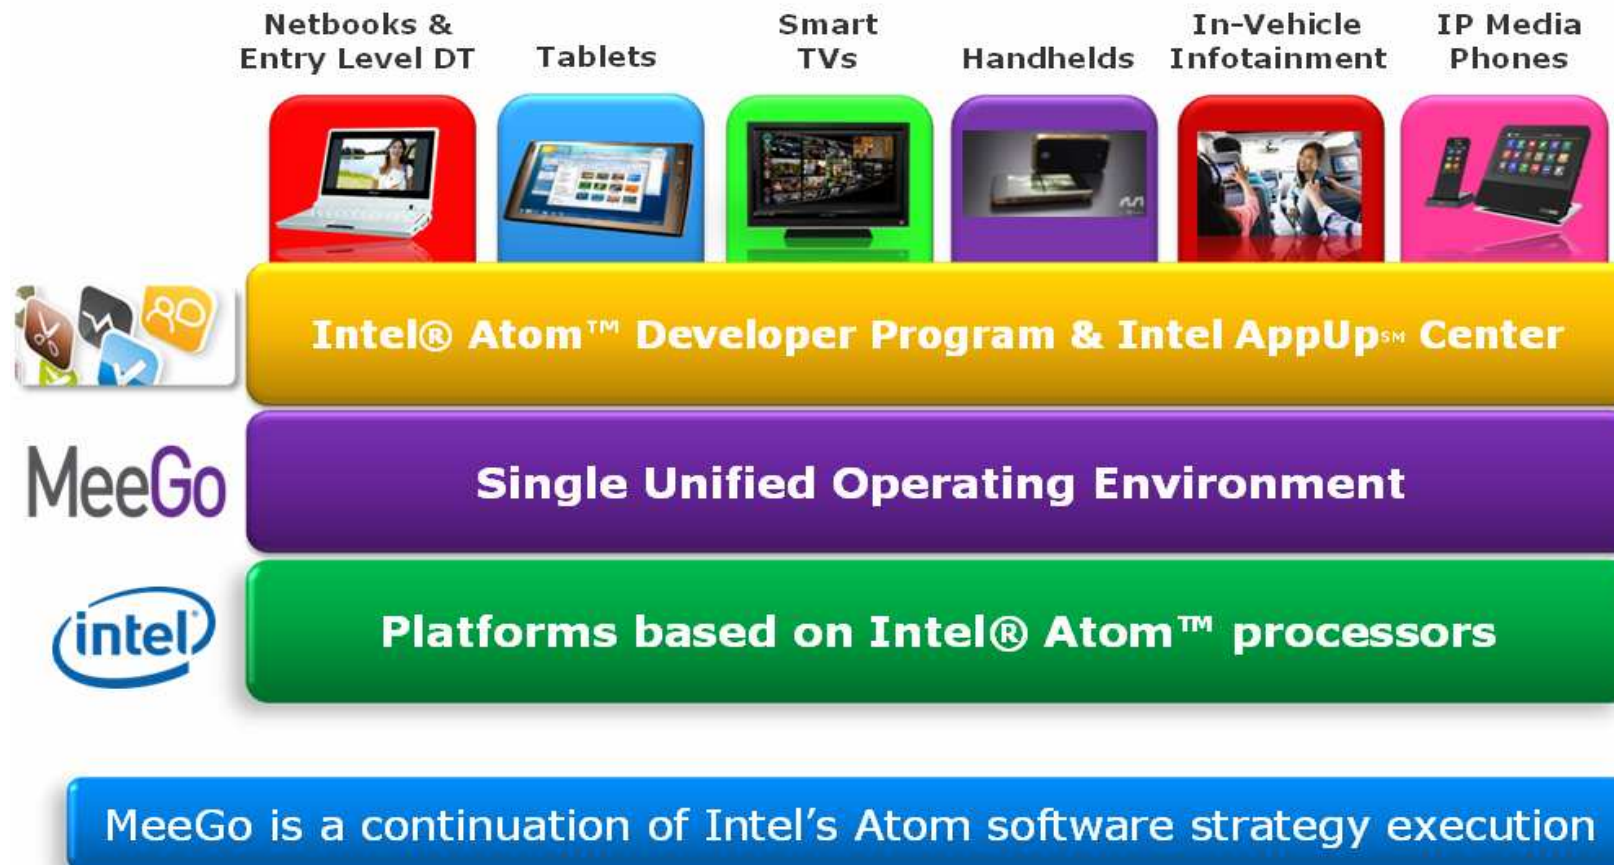 Netbooks &
Entry Level DT
Tablets
Smart
TVs
Handhelds
In-Vehicle
Infotainment
IP Media
Phones
Intel® Atom™ Developer Program & Intel AppUp℠ Center
MeeGo
Single Unified Operating Environment
intel®
Platforms based on Intel® Atom™ processors
MeeGo is a continuation of Intel's Atom software strategy execution